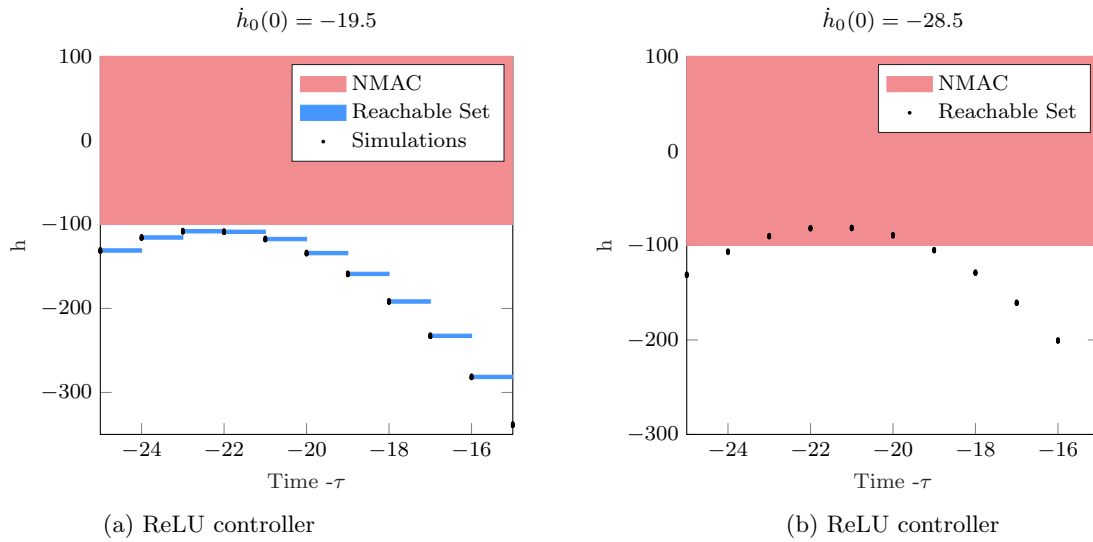 ḣ₀(0) = −19.5
100
0
−100
−200
−300
h
NMAC
Reachable Set
Simulations
−24 −22 −20 −18 −16
Time -τ
(a) ReLU controller
ḣ₀(0) = −28.5
100
0
−100
−200
−300
h
NMAC
Reachable Set
−24 −22 −20 −18 −16
Time -τ
(b) ReLU controller